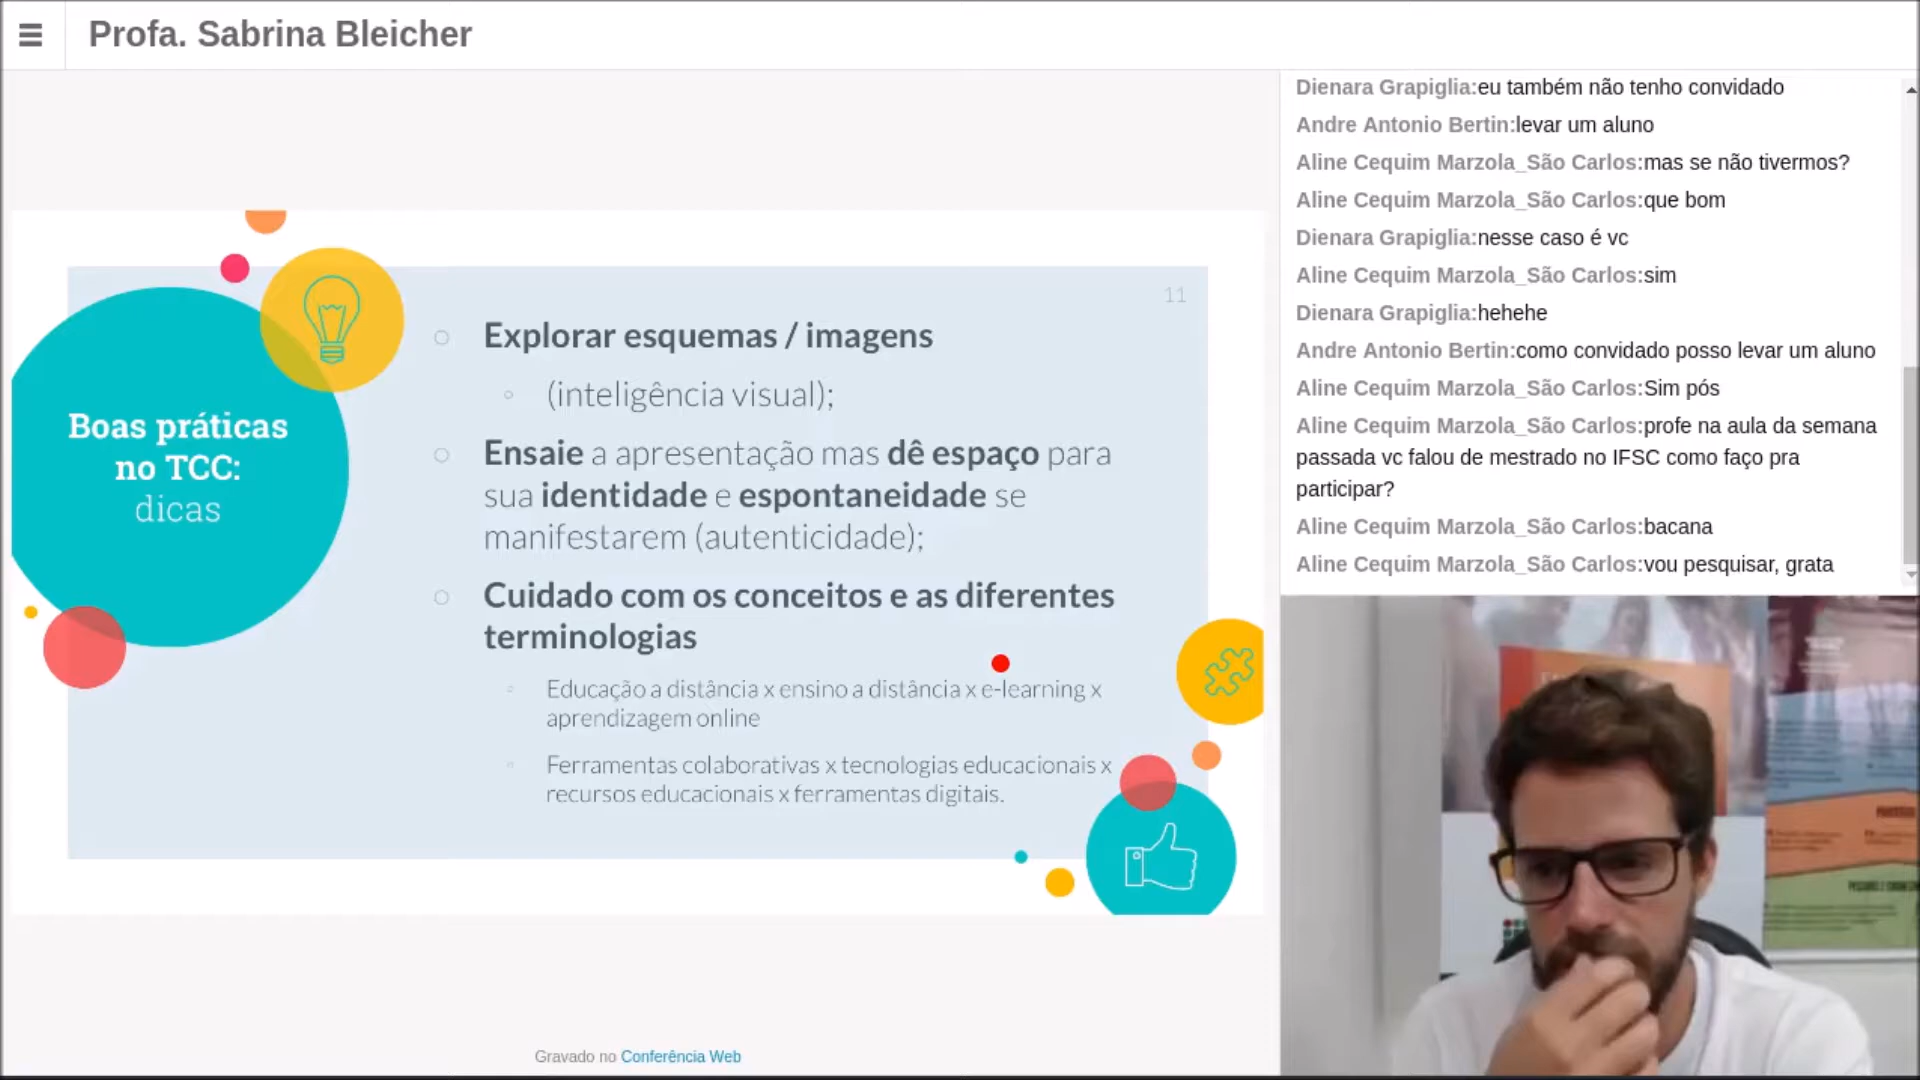 Profa. Sabrina Bleicher
Boas práticas
no TCC:
dicas
11
Explorar esquemas / imagens
(inteligência visual);
Ensaie a apresentação mas dê espaço para
sua identidade e espontaneidade se
manifestarem (autenticidade);
Cuidado com os conceitos e as diferentes
terminologias
Educação a distância x ensino a distância x e-learning x
aprendizagem online
Ferramentas colaborativas x tecnologias educacionais x
recursos educacionais x ferramentas digitais.
Gravado no Conferência Web
Dienara Grapiglia:eu também não tenho convidado
Andre Antonio Bertin:levar um aluno
Aline Cequim Marzola_São Carlos:mas se não tivermos?
Aline Cequim Marzola_São Carlos:que bom
Dienara Grapiglia:nesse caso é vc
Aline Cequim Marzola_São Carlos:sim
Dienara Grapiglia:hehehe
Andre Antonio Bertin:como convidado posso levar um aluno
Aline Cequim Marzola_São Carlos:Sim pós
Aline Cequim Marzola_São Carlos:profe na aula da semana
passada vc falou de mestrado no IFSC como faço pra
participar?
Aline Cequim Marzola_São Carlos:bacana
Aline Cequim Marzola_São Carlos:vou pesquisar, grata